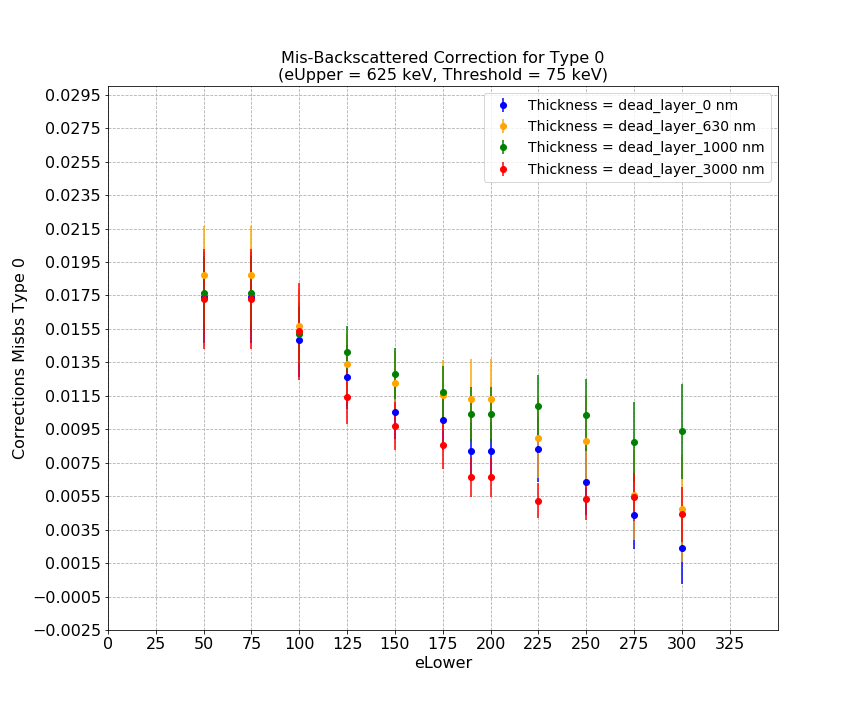 Mis-Backscattered Correction for Type 0
(eUpper = 625 keV, Threshold = 75 keV)
Thickness = dead_layer_0 nm
Thickness = dead_layer_630 nm
Thickness = dead_layer_1000 nm
Thickness = dead_layer_3000 nm
Corrections Misbs Type 0
0.0295
0.0275
0.0255
0.0235
0.0215
0.0195
0.0175
0.0155
0.0135
0.0115
0.0095
0.0075
0.0055
0.0035
0.0015
−0.0005
−0.0025
0 25 50 75 100 125 150 175 200 225 250 275 300 325
eLower